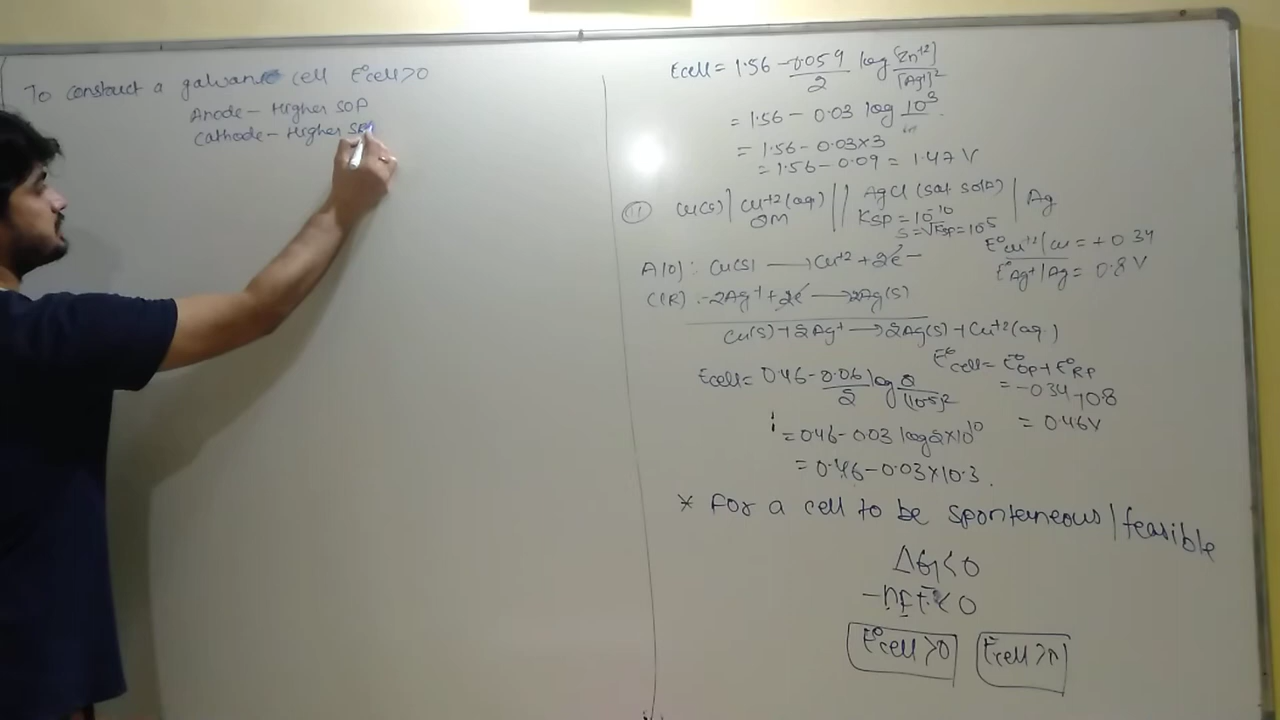 To construct a galvanic cell E°cell>0
Anode - Higher SOP
Cathode - Higher
Ecell = 1.56 - 0.059/2 log [Zn+2]/[Ag+]2
= 1.56 - 0.03 log 10^3
= 1.56 - 0.03×3
= 1.56 - 0.09 = 1.47 V
(11) Cu(s) | Cu+2(aq) 2M || AgCl (sat. soln) | Ag
Ksp = 10^-10
S = √Ksp = 10^5
E°Cu+2/Cu = +0.34
E°Ag+/Ag = 0.8 V
A(O): Cu(s) → Cu+2 + 2e-
C(R): 2Ag+ + 2e → 2Ag(s)
Cu(s) + 2Ag+ → 2Ag(s) + Cu+2(aq)
E°cell = E°OP + E°RP
= -0.34+0.8
= 0.46V
Ecell = 0.46 - 0.06/2 log 2/(10-5)2
= 0.46 - 0.03 log 2×10^10
= 0.46 - 0.03×10.3
* For a cell to be spontaneous/feasible
ΔG<0
-nFE<0
E°cell>0 Ecell>0